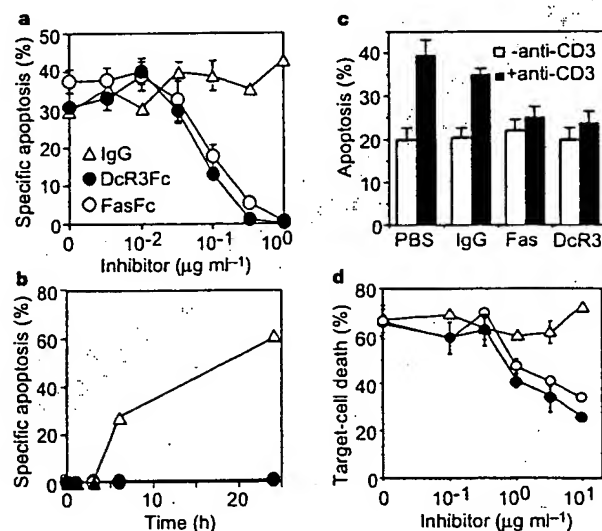 a
Specific apoptosis (%)
50
40
30
20
10
0
△ IgG
● DcR3Fc
○ FasFc
0 10⁻² 10⁻¹ 10⁰
Inhibitor (μg ml⁻¹)
c
Apoptosis (%)
40
30
20
10
0
□ -anti-CD3
■ +anti-CD3
PBS IgG Fas DcR3
b
Specific apoptosis (%)
80
60
40
20
0
0 10 20
Time (h)
d
Target-cell death (%)
80
60
40
20
0
0 10⁻¹ 10⁰ 10¹
Inhibitor (μg ml⁻¹)